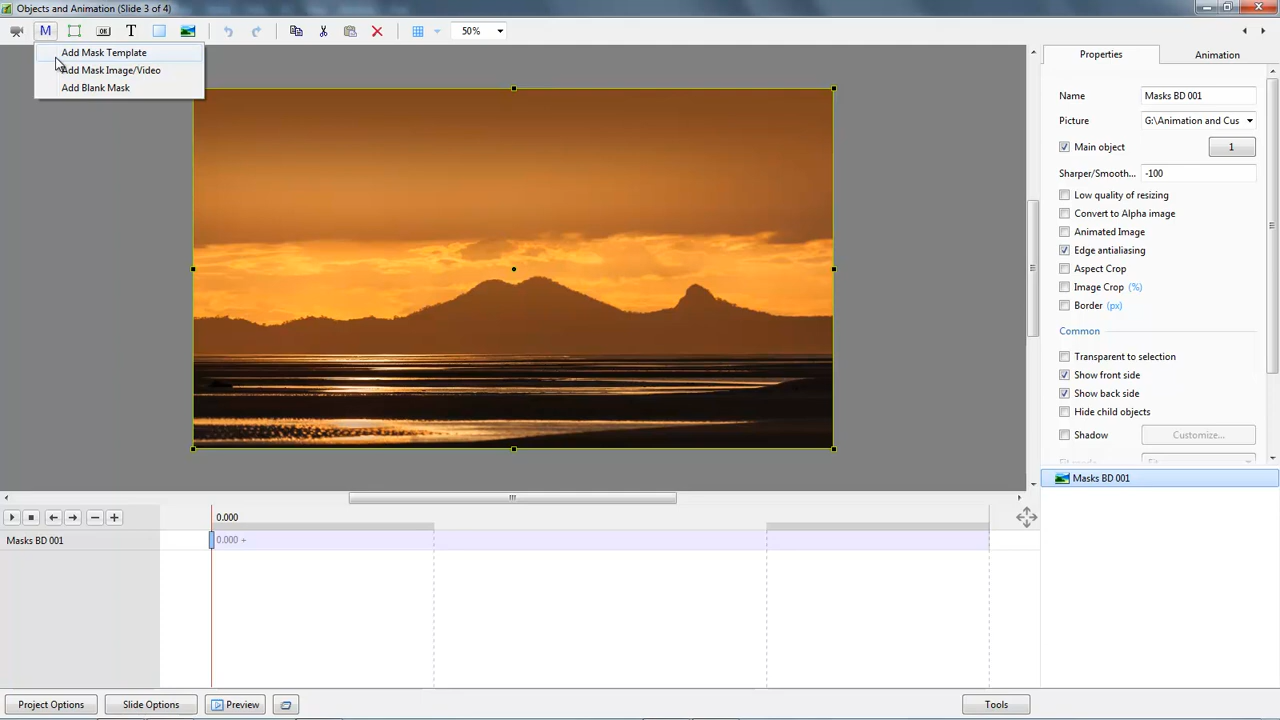 Objects and Animation (Slide 3 of 4)
M
OK
T
50%
Add Mask Template
Add Mask Image/Video
Add Blank Mask
Properties
Animation
Name
Masks BD 001
Picture
G:\Animation and Cus
Main object
1
Sharper/Smooth...
-100
Low quality of resizing
Convert to Alpha image
Animated Image
Edge antialiasing
Aspect Crop
Image Crop (%)
Border (px)
Common
Transparent to selection
Show front side
Show back side
Hide child objects
Shadow
Customize...
Masks BD 001
0.000
Masks BD 001
0.000 +
Project Options
Slide Options
Preview
Tools